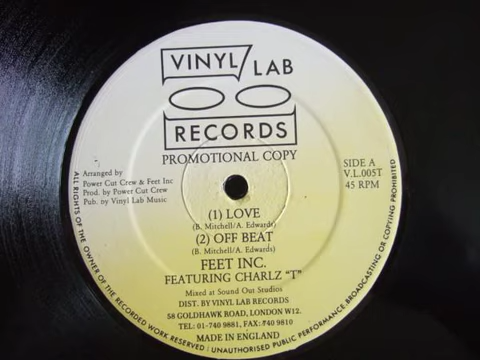 VINYL LAB
RECORDS
PROMOTIONAL COPY
Arranged by
Power Cut Crew & Feet Inc
Prod. by Power Cut Crew
Pub. by Vinyl Lab Music
SIDE A
V.L.005T
45 RPM
(1) LOVE
(B. Mitchell/A. Edwards)
(2) OFF BEAT
(B. Mitchell/A. Edwards)
FEET INC.
FEATURING CHARLZ "T"
Mixed at Sound Out Studios
DIST. BY VINYL LAB RECORDS
58 GOLDHAWK ROAD, LONDON W12.
TEL: 01-740 9881, FAX: 740 9810
MADE IN ENGLAND
ALL RIGHTS OF THE OWNER OF THE RECORDED WORK RESERVED / UNAUTHORISED PUBLIC PERFORMANCE.BROADCASTING OR COPYING PROHIBITED